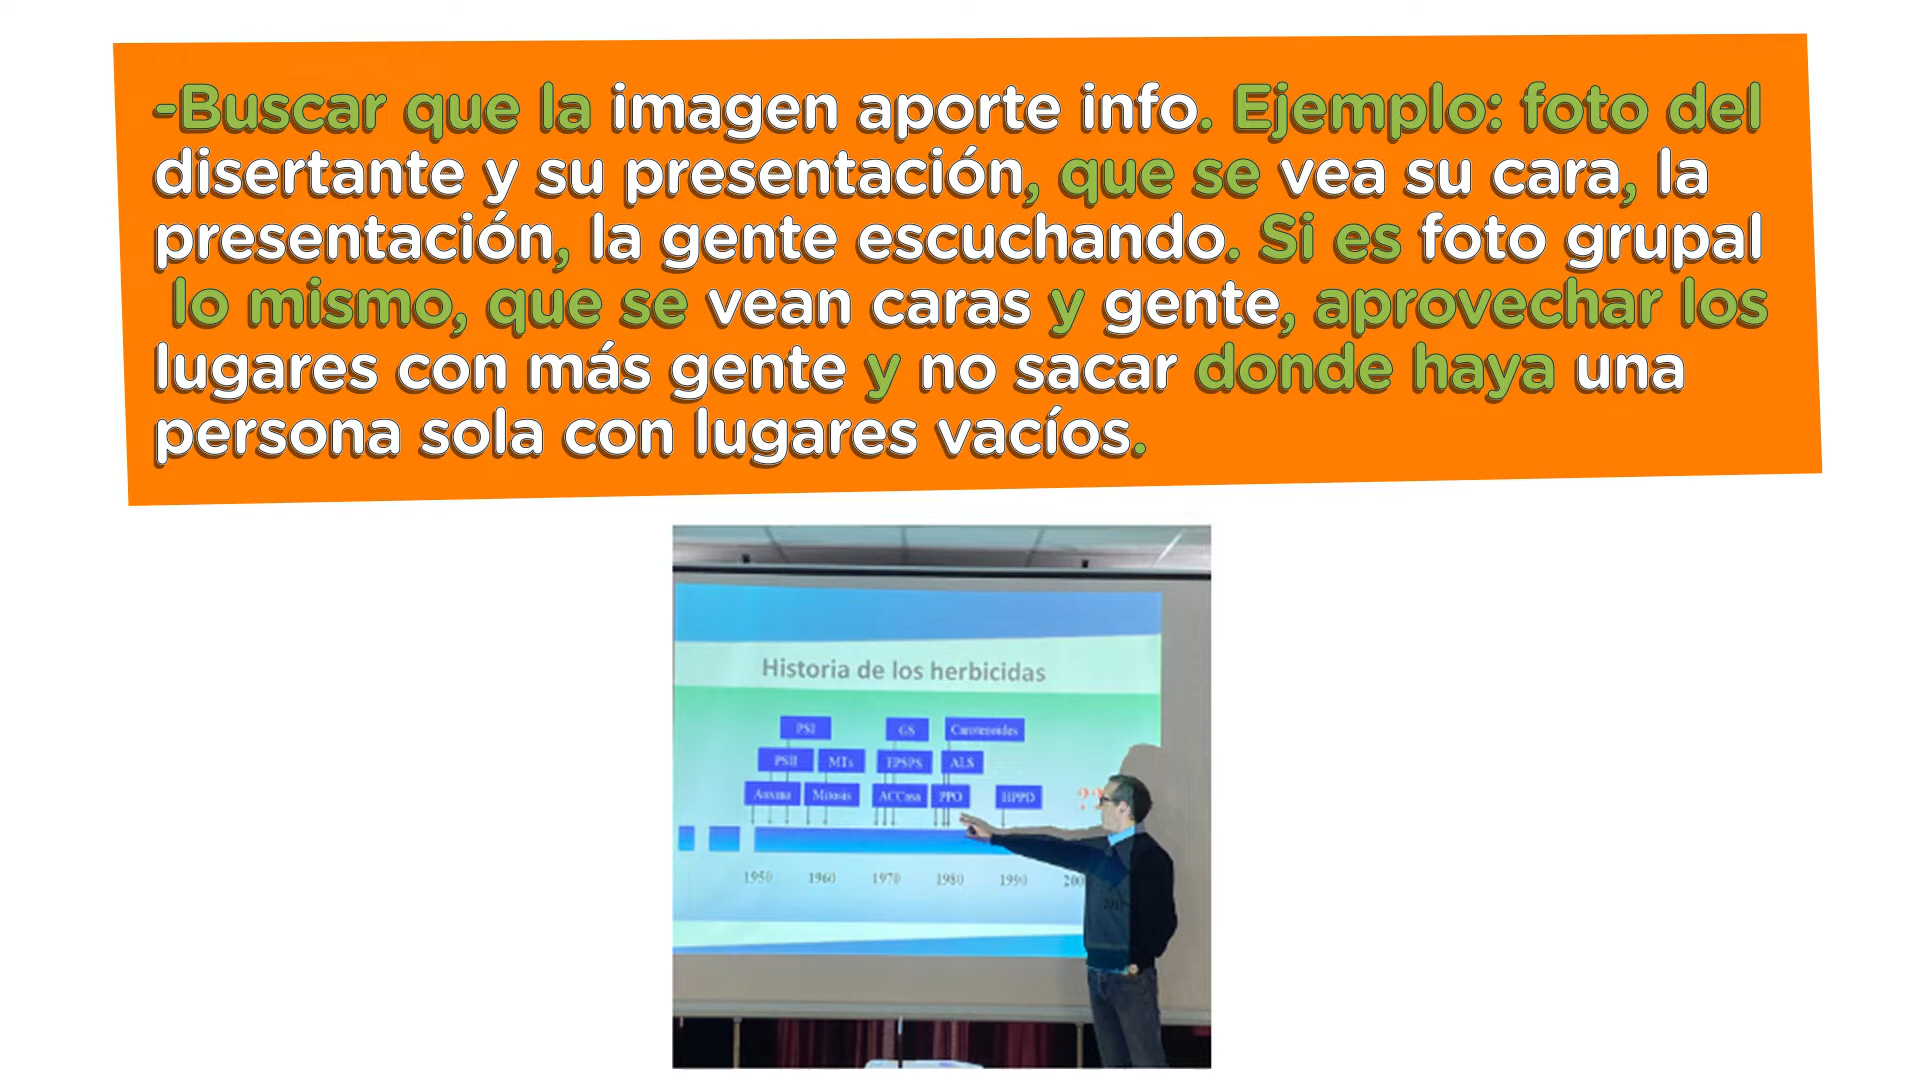 -Buscar que la imagen aporte info. Ejemplo: foto del
disertante y su presentación, que se vea su cara, la
presentación, la gente escuchando. Si es foto grupal
lo mismo, que se vean caras y gente, aprovechar los
lugares con más gente y no sacar donde haya una
persona sola con lugares vacíos.
Historia de los herbicidas
PSI GS Carotenoides
PSII MTs EPSPS ALS
Mitosis ACCasa PPO HPPD ??
1950 1960 1970 1980 1990 200